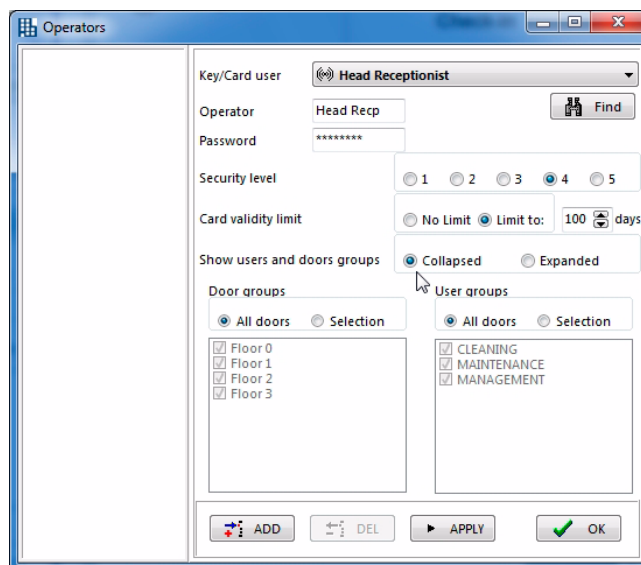 Operators
Key/Card user Head Receptionist
Operator Head Recp
Find
Password ********
Security level 1 2 3 4 5
Card validity limit No Limit Limit to: 100 days
Show users and doors groups Collapsed Expanded
Door groups User groups
All doors Selection All doors Selection
Floor 0 CLEANING
Floor 1 MAINTENANCE
Floor 2 MANAGEMENT
Floor 3
ADD DEL APPLY OK